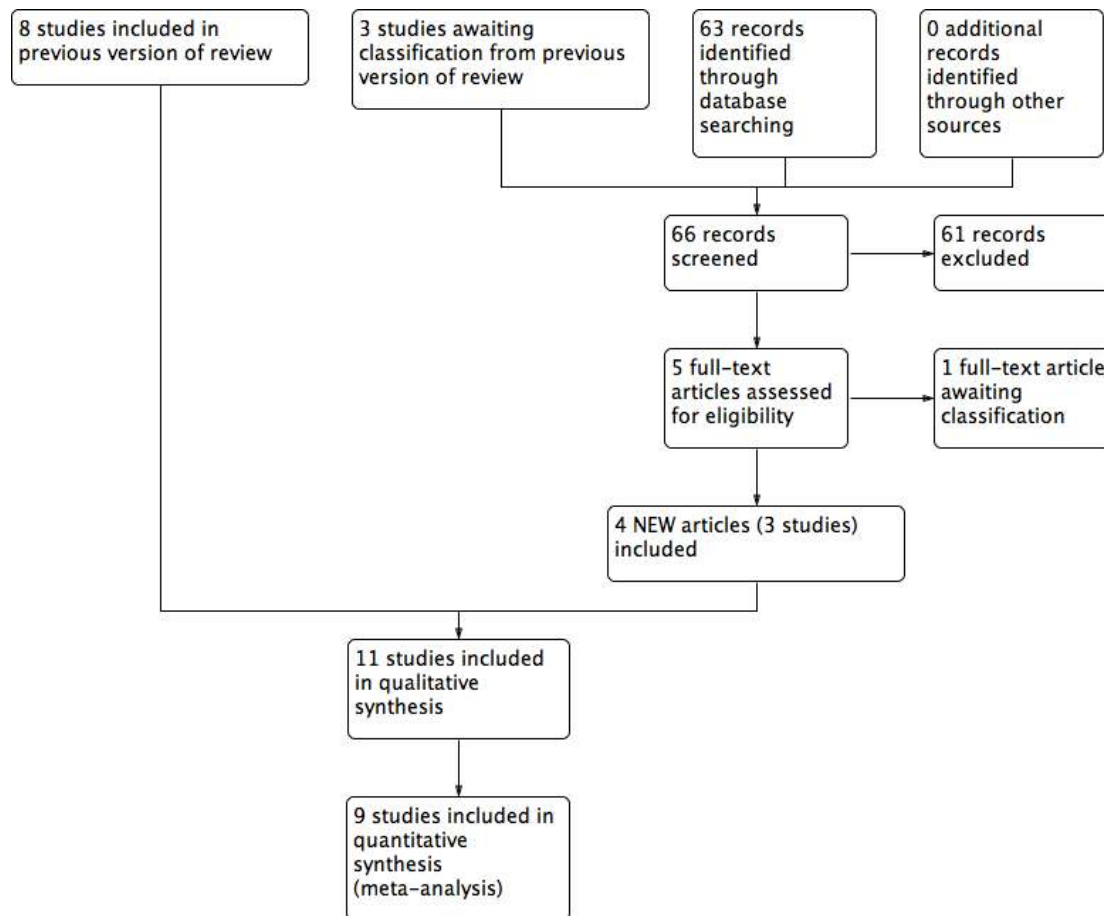 8 studies included in
previous version of review
3 studies awaiting
classification from previous
version of review
63 records
identified
through
database
searching
0 additional
records
identified
through other
sources
66 records
screened
61 records
excluded
5 full-text
articles assessed
for eligibility
1 full-text article
awaiting
classification
4 NEW articles (3 studies)
included
11 studies included
in qualitative
synthesis
9 studies included in
quantitative
synthesis
(meta-analysis)